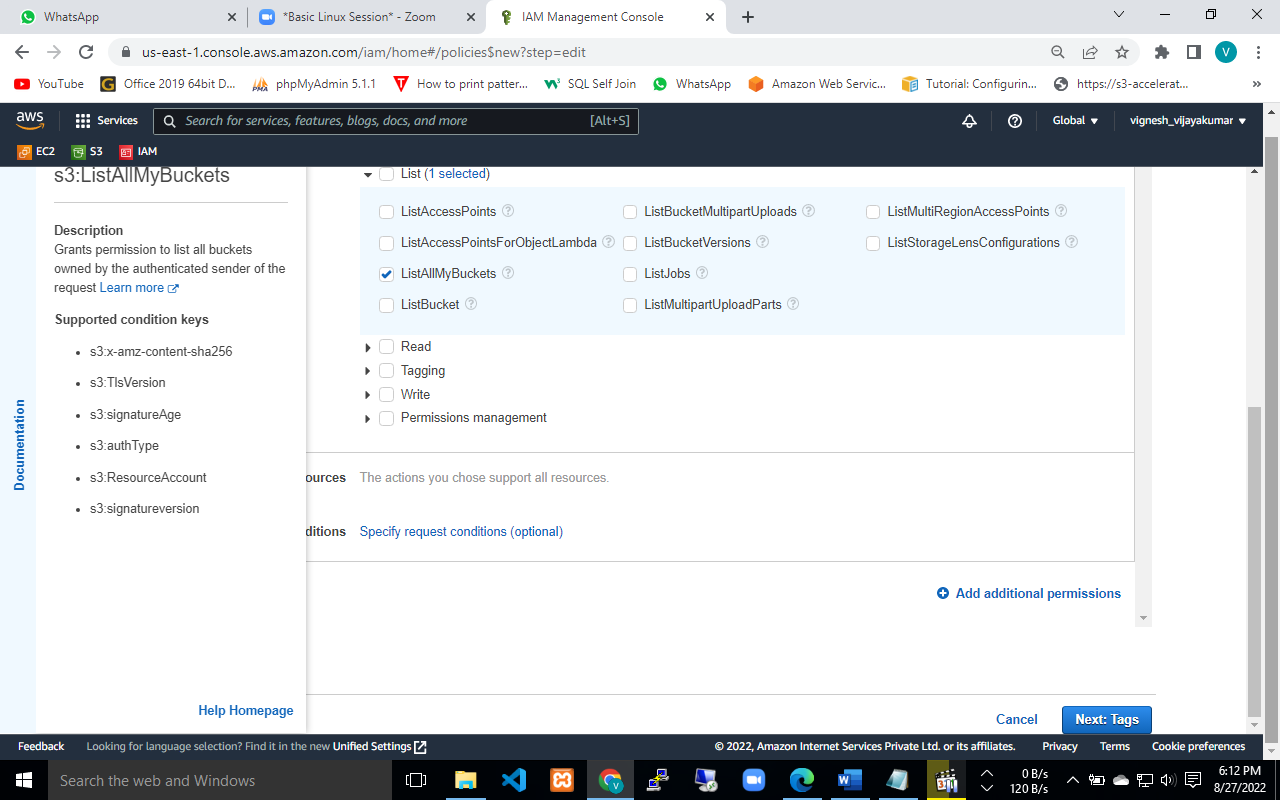 WhatsApp
*Basic Linux Session* - Zoom
IAM Management Console
us-east-1.console.aws.amazon.com/iam/home#/policies$new?step=edit
V
YouTube
Office 2019 64bit D...
phpMyAdmin 5.1.1
How to print patter...
SQL Self Join
WhatsApp
Amazon Web Servic...
Tutorial: Configurin...
https://s3-accelerat...
»
aws
Services
Search for services, features, blogs, docs, and more
[Alt+S]
Global
vignesh_vijayakumar
EC2
S3
IAM
Documentation
s3:ListAllMyBuckets
Description
Grants permission to list all buckets
owned by the authenticated sender of the
request Learn more
Supported condition keys
• s3:x-amz-content-sha256
• s3:TlsVersion
• s3:signatureAge
• s3:authType
• s3:ResourceAccount
• s3:signatureversion
Help Homepage
List (1 selected)
ListAccessPoints
ListBucketMultipartUploads
ListMultiRegionAccessPoints
ListAccessPointsForObjectLambda
ListBucketVersions
ListStorageLensConfigurations
ListAllMyBuckets
ListJobs
ListBucket
ListMultipartUploadParts
Read
Tagging
Write
Permissions management
ources
The actions you chose support all resources.
ditions
Specify request conditions (optional)
Add additional permissions
Cancel
Next: Tags
Feedback
Looking for language selection? Find it in the new Unified Settings
© 2022, Amazon Internet Services Private Ltd. or its affiliates.
Privacy
Terms
Cookie preferences
Search the web and Windows
0 B/s
120 B/s
6:12 PM
8/27/2022